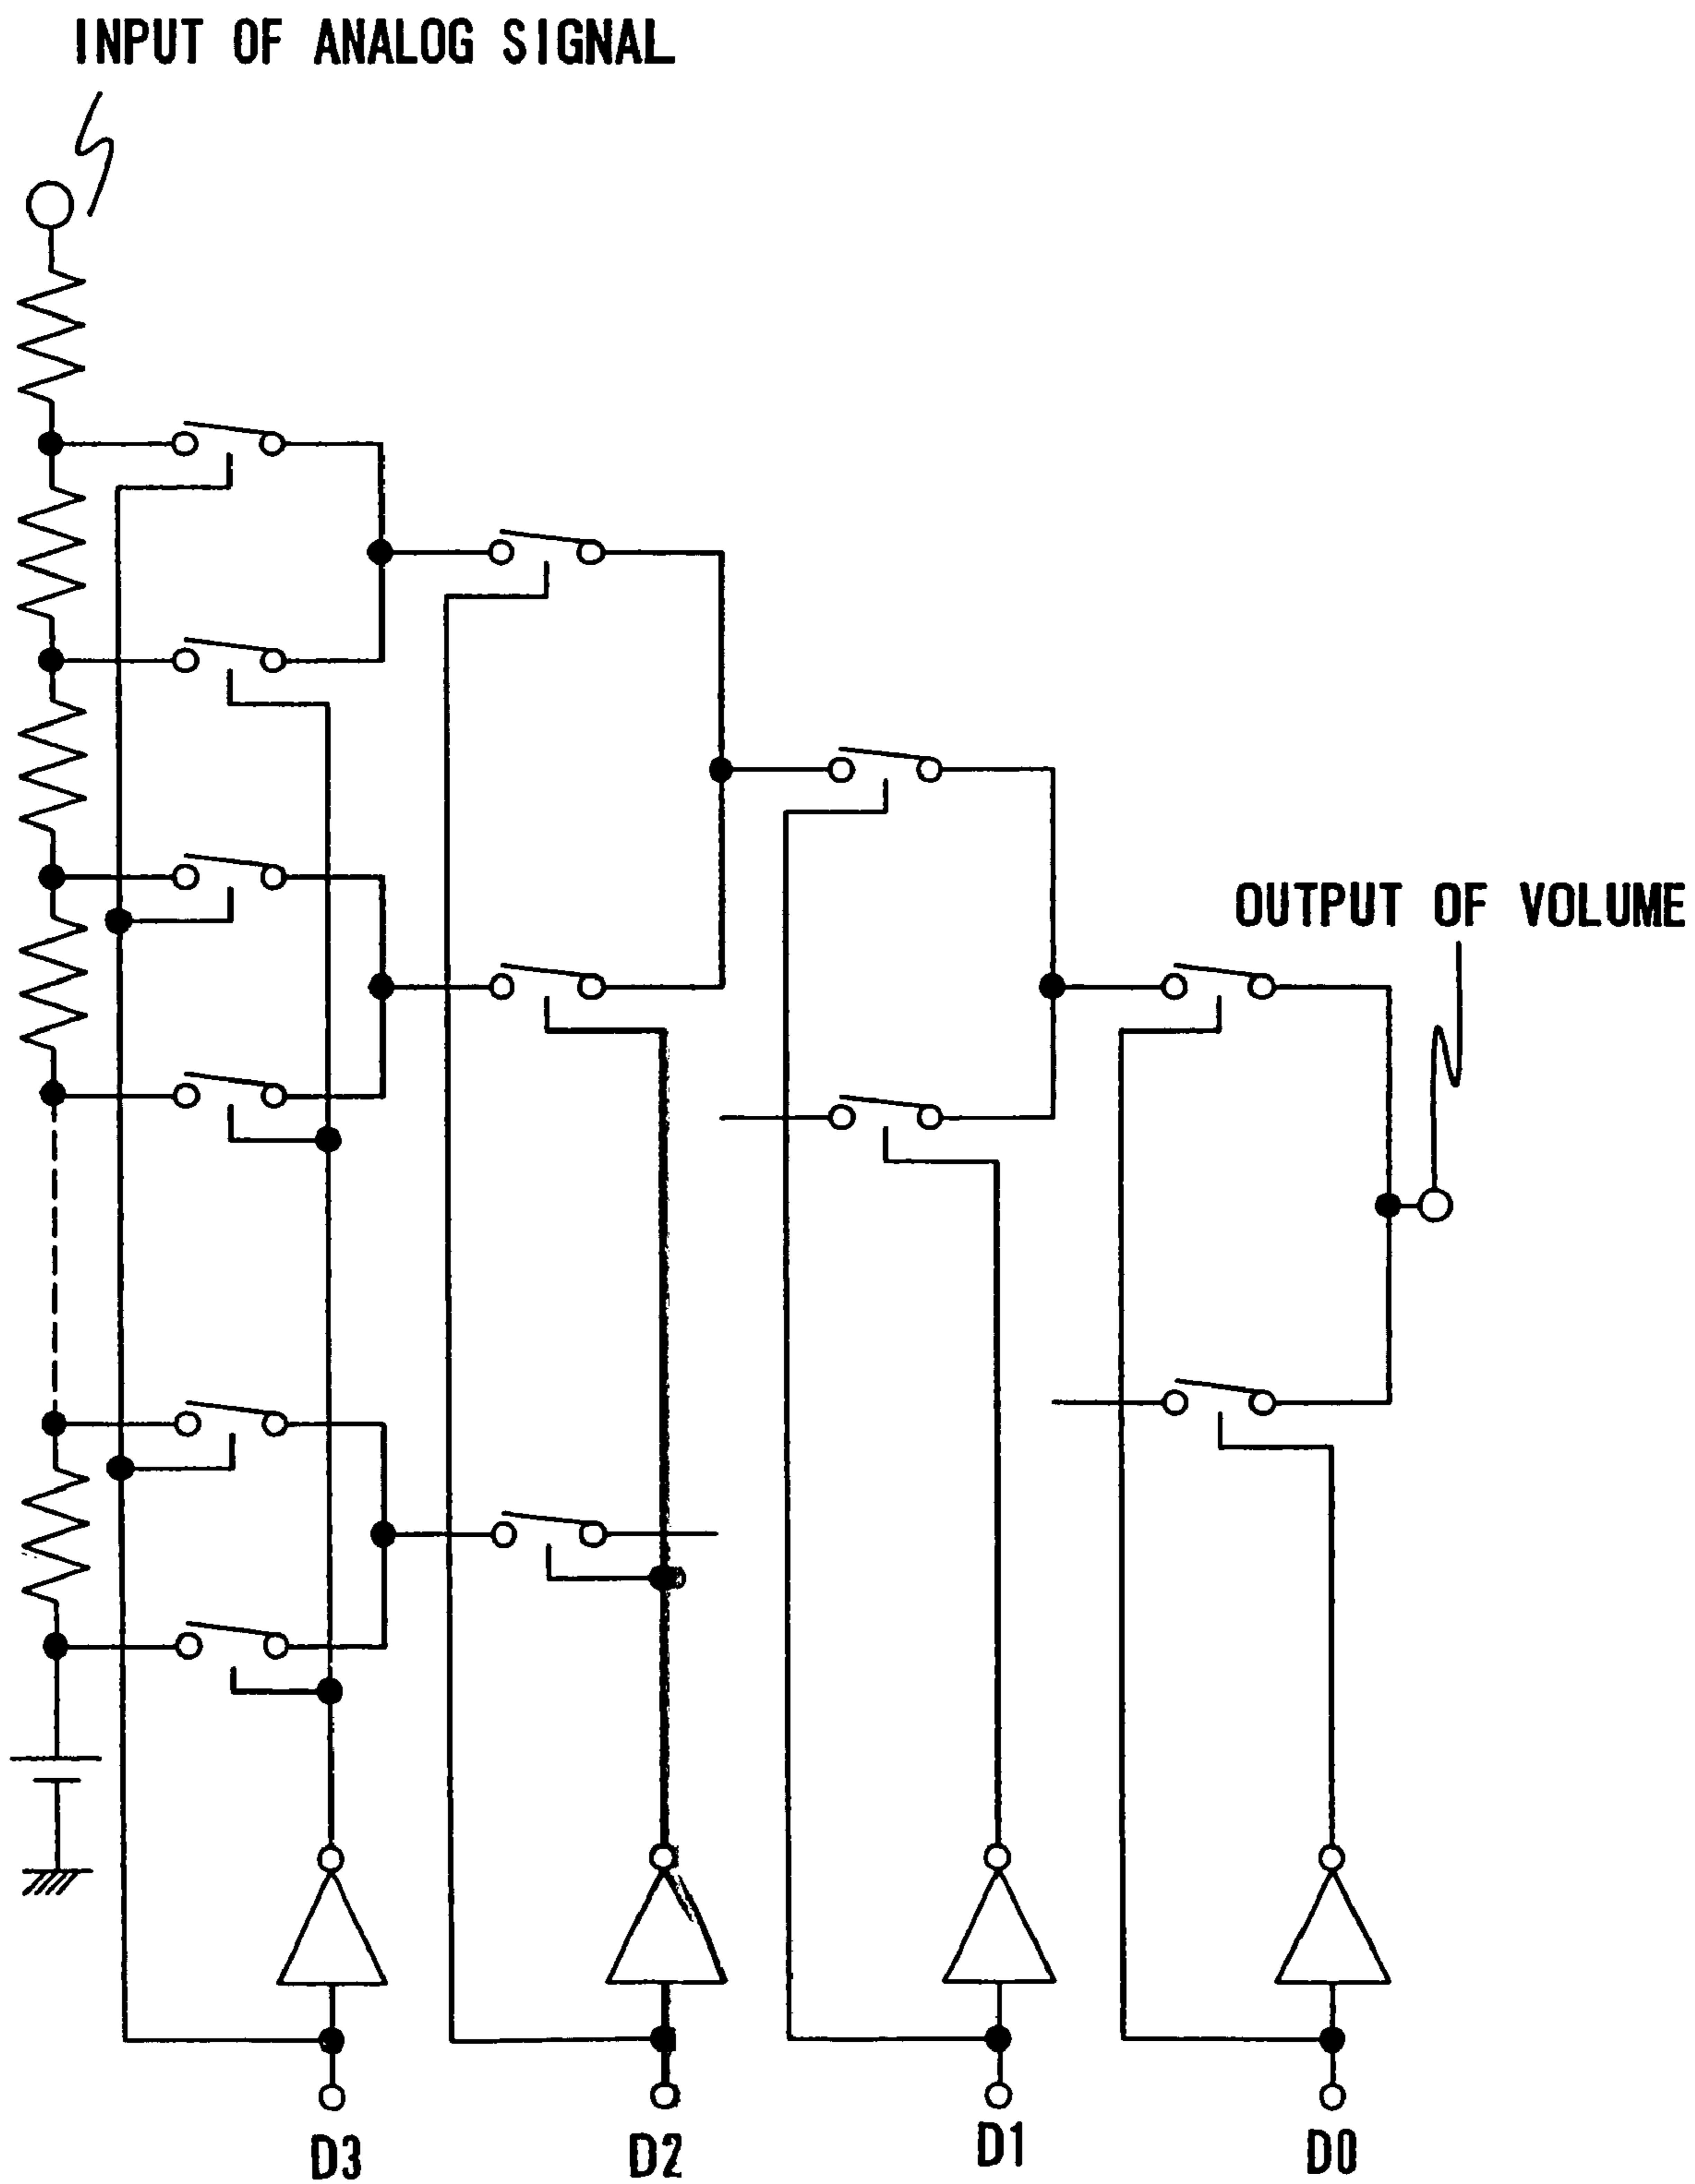 INPUT OF ANALOG SIGNAL
OUTPUT OF VOLUME
D3
D2
D1
D0